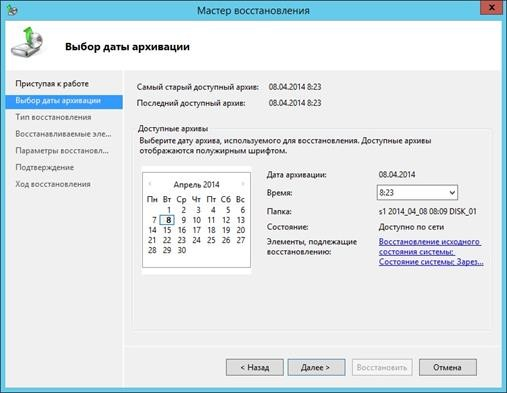 Мастер восстановления
x
Выбор даты архивации
Приступая к работе
Выбор даты архивации
Тип восстановления
Восстанавливаемые эле...
Параметры восстановл...
Подтверждение
Ход восстановления
Самый старый доступный архив: 08.04.2014 8:23
Последний доступный архив: 08.04.2014 8:23
Доступные архивы
Выберите дату архива, используемого для восстановления. Доступные архивы
отображаются полужирным шрифтом.
Апрель 2014
Пн Вт Ср Чт Пт Сб Вс
1 2 3 4 5 6
7 8 9 10 11 12 13
14 15 16 17 18 19 20
21 22 23 24 25 26 27
28 29 30
Дата архивации: 08.04.2014
Время: 8:23
Папка: s1 2014_04_08 08:09 DISK_01
Состояние: Доступно по сети
Элементы, подлежащие восстановлению: Восстановление исходного
состояния системы;
Состояние системы; Зарез...
< Назад Далее > Восстановить Отмена